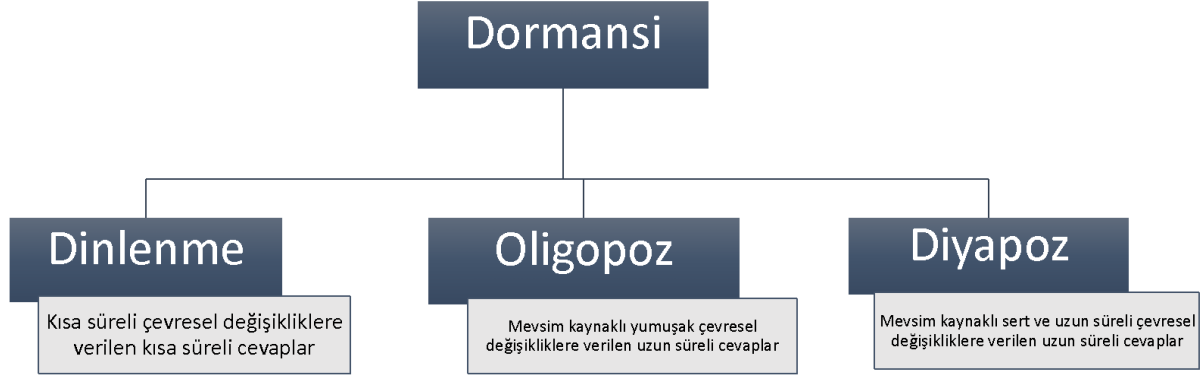 Dormansi
Dinlenme
Kısa süreli çevresel değişikliklere
verilen kısa süreli cevaplar
Oligopoz
Mevsim kaynaklı yumuşak çevresel
değişikliklere verilen uzun süreli cevaplar
Diyapoz
Mevsim kaynaklı sert ve uzun süreli çevresel
değişikliklere verilen uzun süreli cevaplar